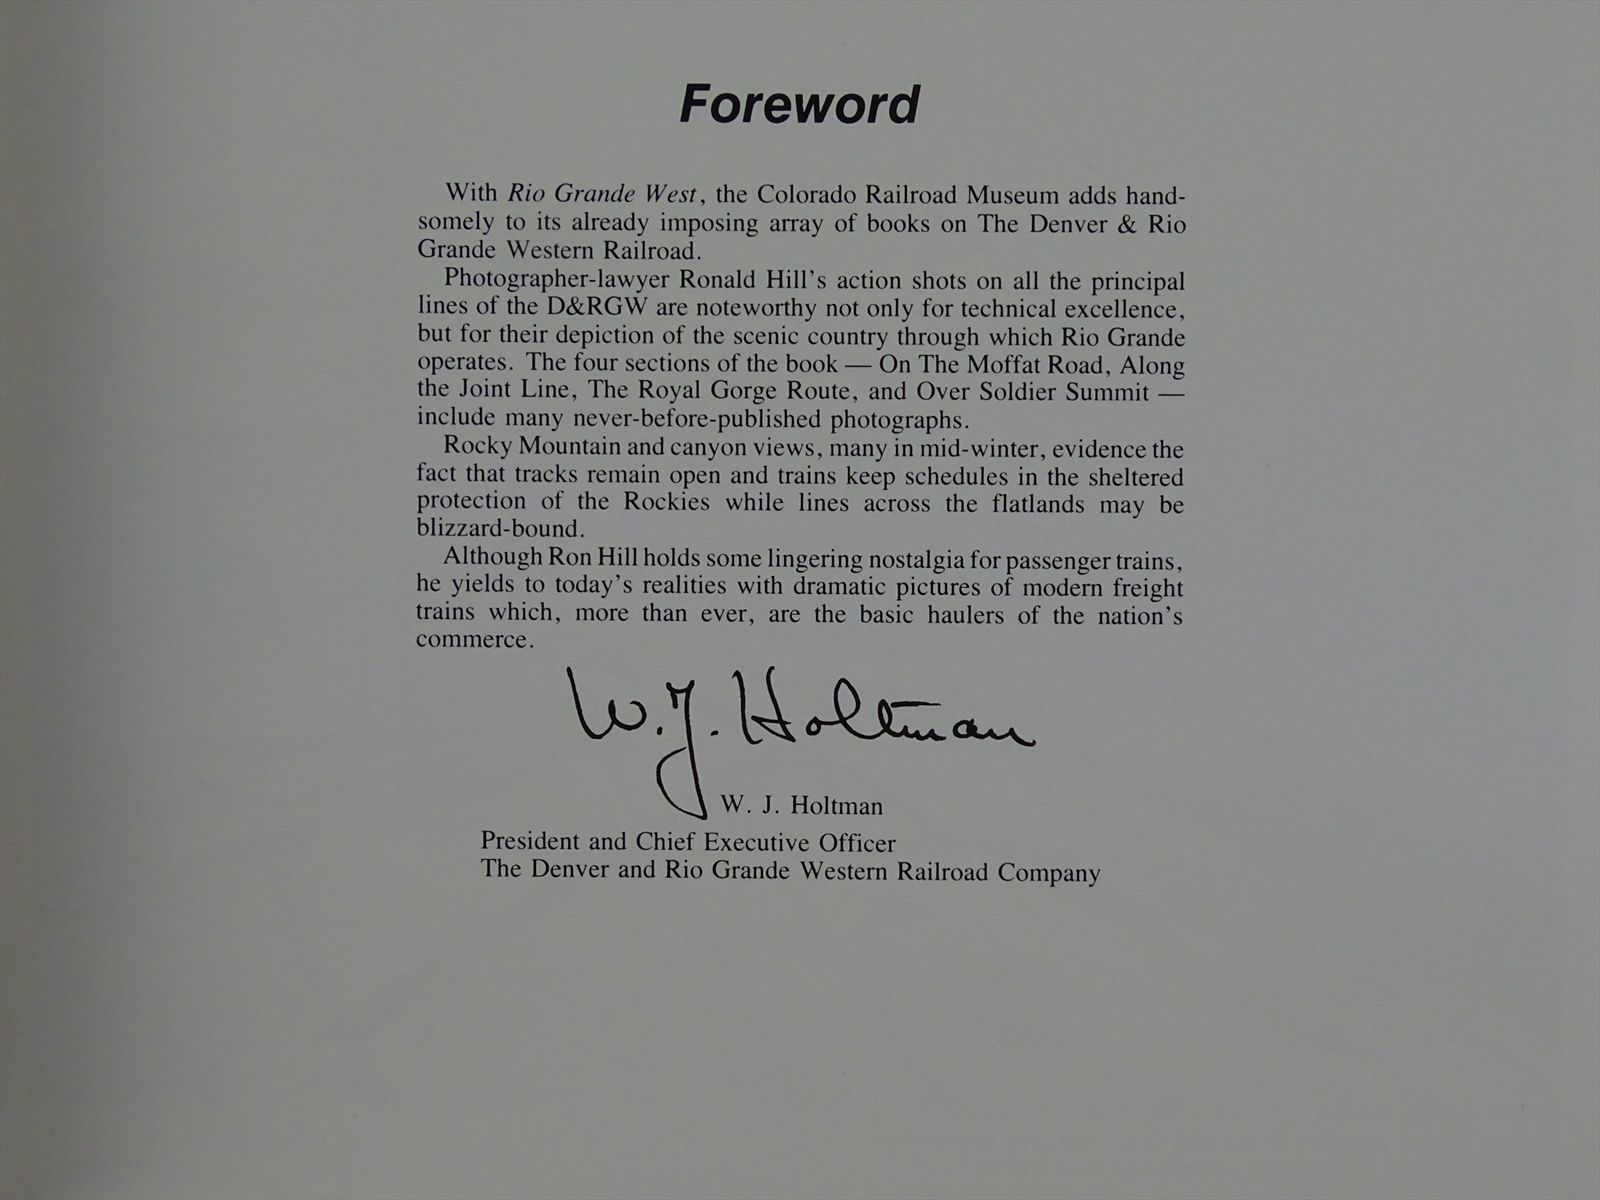 Foreword
With Rio Grande West, the Colorado Railroad Museum adds hand-
somely to its already imposing array of books on The Denver & Rio
Grande Western Railroad.
Photographer-lawyer Ronald Hill's action shots on all the principal
lines of the D&RGW are noteworthy not only for technical excellence,
but for their depiction of the scenic country through which Rio Grande
operates. The four sections of the book — On The Moffat Road, Along
the Joint Line, The Royal Gorge Route, and Over Soldier Summit —
include many never-before-published photographs.
Rocky Mountain and canyon views, many in mid-winter, evidence the
fact that tracks remain open and trains keep schedules in the sheltered
protection of the Rockies while lines across the flatlands may be
blizzard-bound.
Although Ron Hill holds some lingering nostalgia for passenger trains,
he yields to today's realities with dramatic pictures of modern freight
trains which, more than ever, are the basic haulers of the nation's
commerce.
W. J. Holtman
W. J. Holtman
President and Chief Executive Officer
The Denver and Rio Grande Western Railroad Company